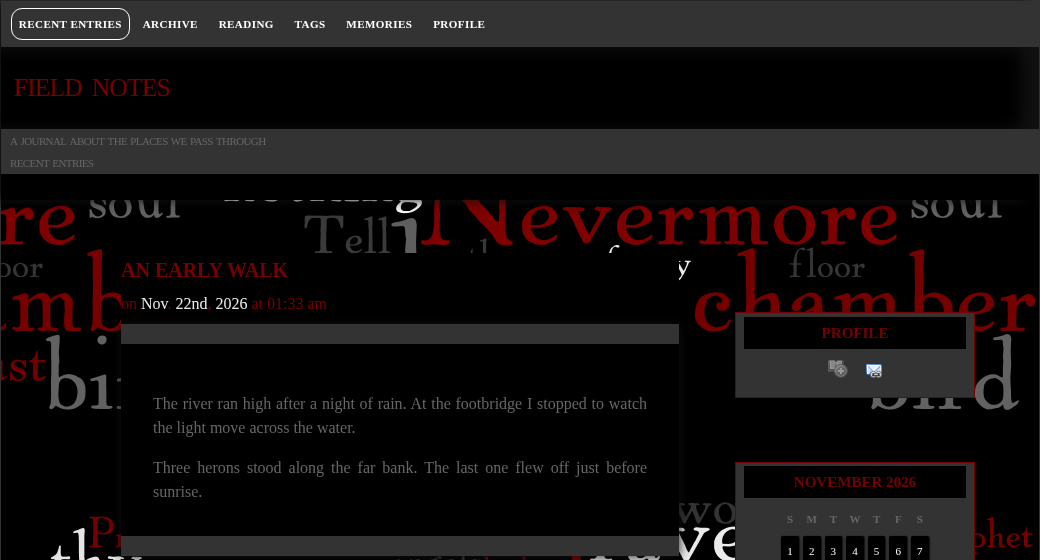 RECENT ENTRIES ARCHIVE READING TAGS MEMORIES PROFILE
FIELD NOTES
A JOURNAL ABOUT THE PLACES WE PASS THROUGH
RECENT ENTRIES
soul soul
Tell Nevermore
floor
chamber
bird
AN EARLY WALK
on Nov. 22nd, 2026 at 01:33 am
The river ran high after a night of rain. At the footbridge I stopped to watch
the light move across the water.
Three herons stood along the far bank. The last one flew off just before
sunrise.
PROFILE
NOVEMBER 2026
S M T W T F S
1 2 3 4 5 6 7